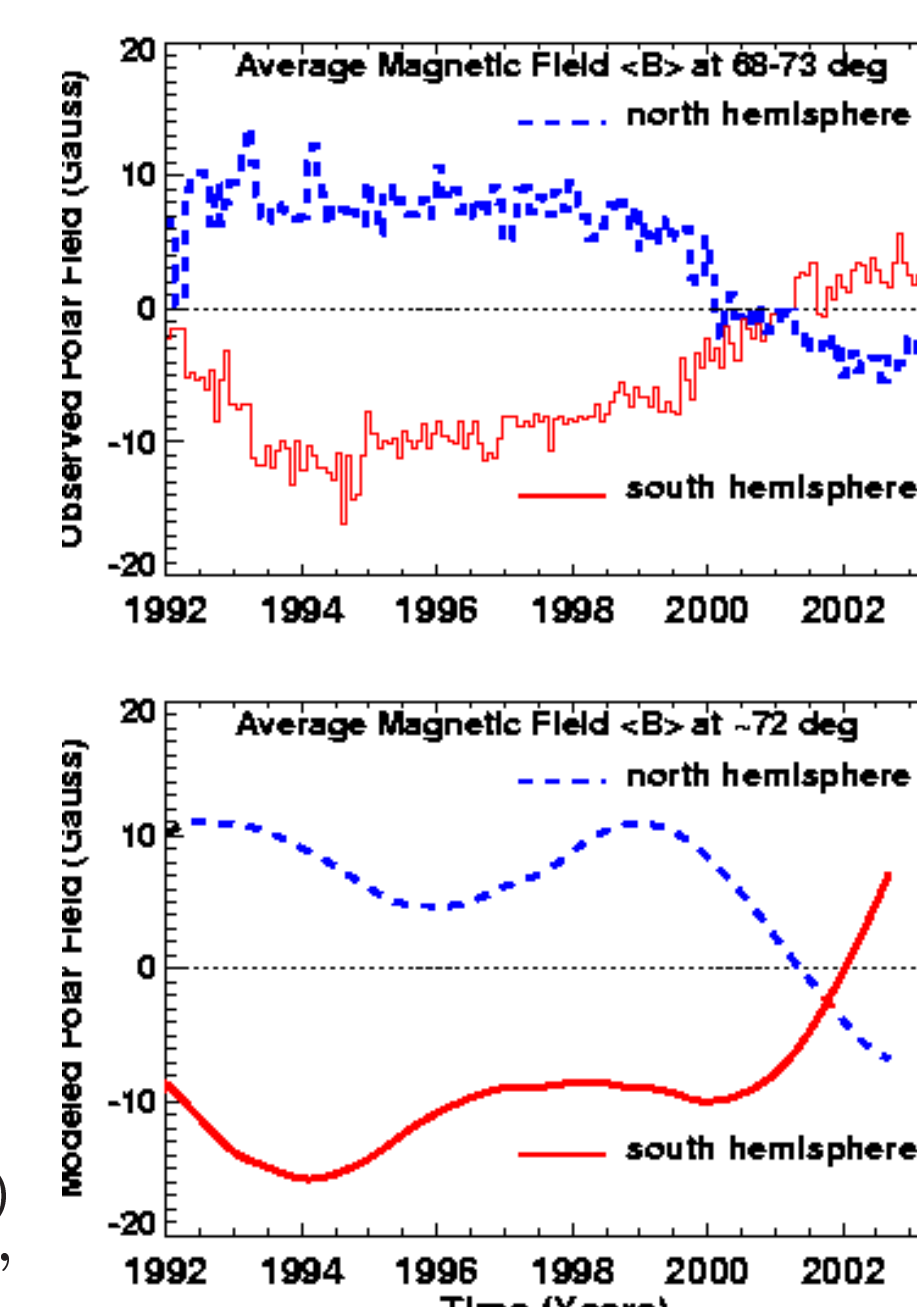 Average Magnetic Field <B> at 68-73 deg
north hemisphere
south hemisphere
Observed Polar Field (Gauss)
20
10
0
-10
-20
1992 1994 1996 1998 2000 2002
Average Magnetic Field <B> at ~72 deg
north hemisphere
south hemisphere
Modeled Polar Field (Gauss)
20
10
0
-10
-20
)
,
1992 1994 1996 1998 2000 2002
Time (Years)